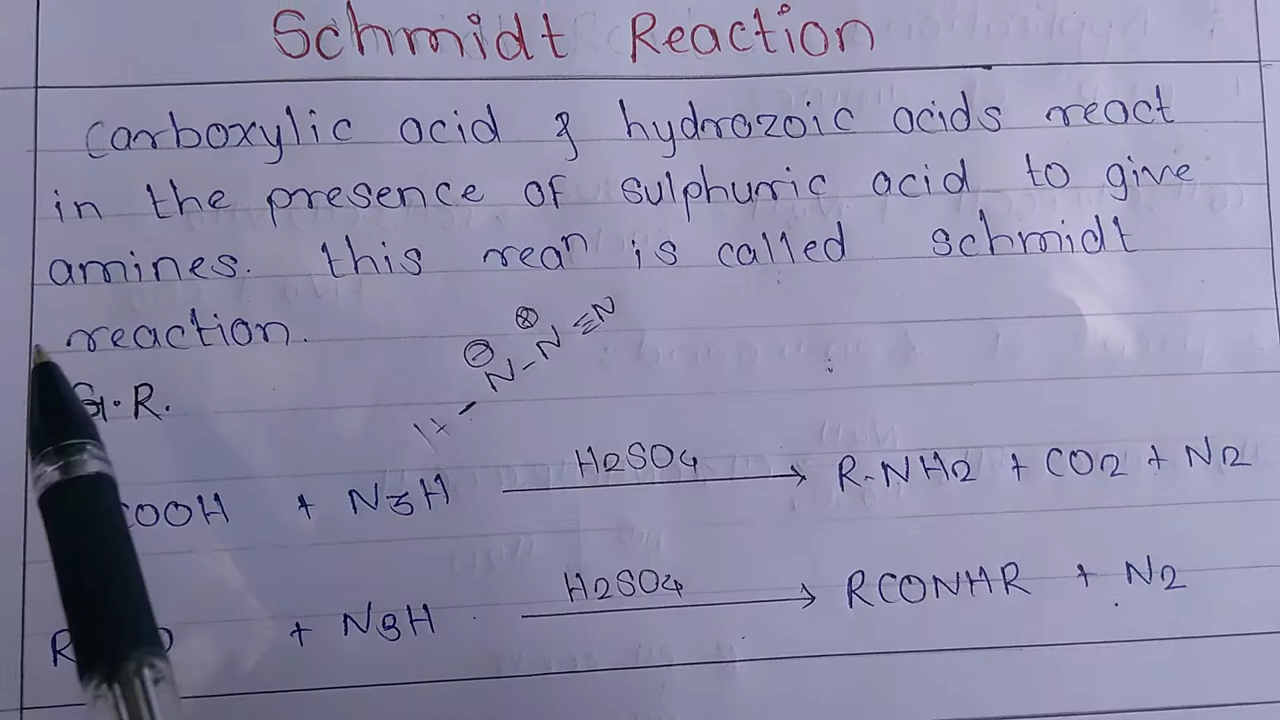 Schmidt Reaction
Carboxylic acid & hydrozoic acids react
in the presence of sulphuric acid to give
amines. this reaⁿ is called schmidt
reaction.
⊖ ⊗
N-N≡N
G.R.
COOH + N3H H2SO4 → R-NH2 + CO2 + N2
R + N3H H2SO4 → RCONHR + N2